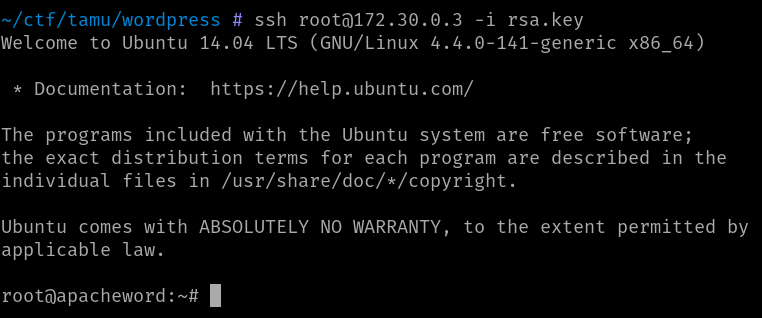 ~/ctf/tamu/wordpress # ssh root@172.30.0.3 -i rsa.key
Welcome to Ubuntu 14.04 LTS (GNU/Linux 4.4.0-141-generic x86_64)
* Documentation:  https://help.ubuntu.com/
The programs included with the Ubuntu system are free software;
the exact distribution terms for each program are described in the
individual files in /usr/share/doc/*/copyright.
Ubuntu comes with ABSOLUTELY NO WARRANTY, to the extent permitted by
applicable law.
root@apacheword:~#